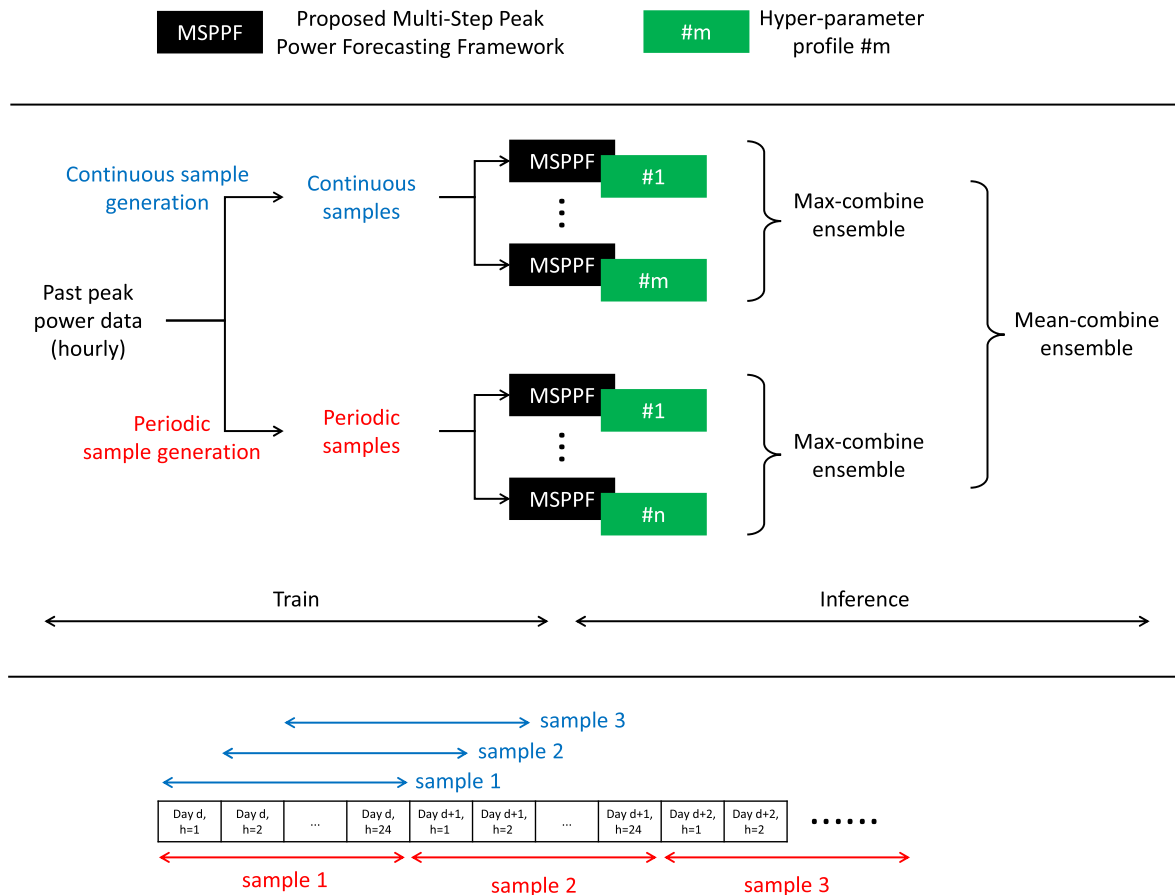 MSPPF
Proposed Multi-Step Peak
Power Forecasting Framework
#m
Hyper-parameter
profile #m
Continuous sample
generation
Continuous
samples
MSPPF
#1
MSPPF
#m
Max-combine
ensemble
Past peak
power data
(hourly)
Mean-combine
ensemble
Periodic
sample generation
Periodic
samples
MSPPF
#1
MSPPF
#n
Max-combine
ensemble
Train
Inference
sample 3
sample 2
sample 1
Day d,
h=1
Day d,
h=2
...
Day d,
h=24
Day d+1,
h=1
Day d+1,
h=2
...
Day d+1,
h=24
Day d+2,
h=1
Day d+2,
h=2
......
sample 1
sample 2
sample 3